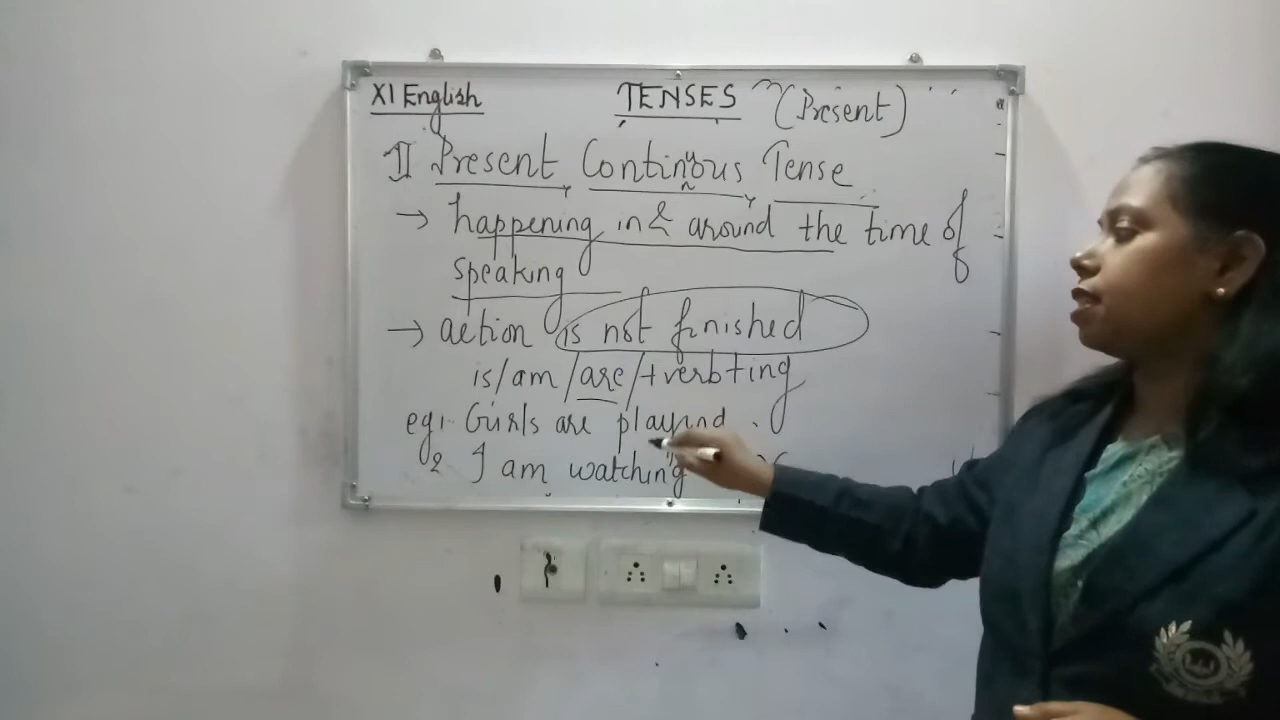 XI English
TENSES (Present)
II Present Continuous Tense
→ happening in & around the time of
speaking
→ action is not finished
is/am/are/+verb+ing
eg1. Girls are playing.
2 I am watching